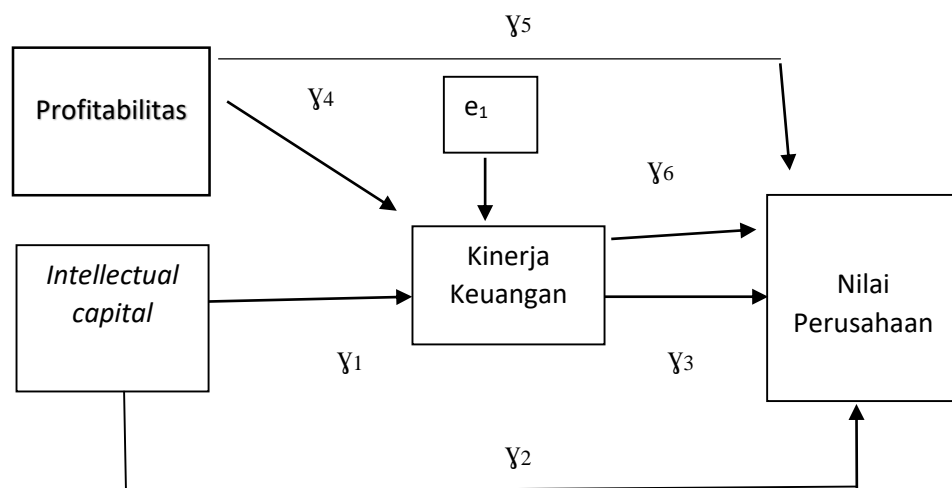 Ɣ5
Profitabilitas
Ɣ4
e₁
Ɣ6
Intellectual
capital
Kinerja
Keuangan
Nilai
Perusahaan
Ɣ1
Ɣ3
Ɣ2